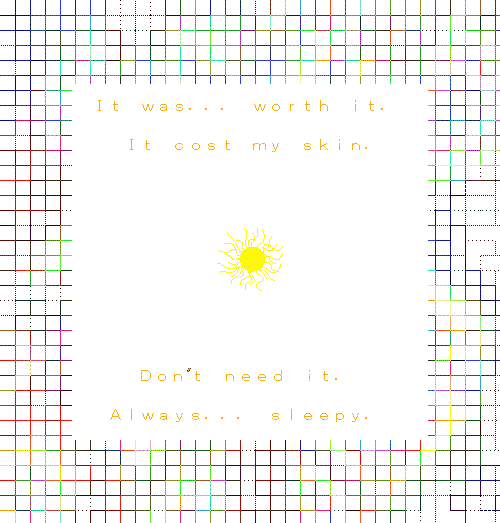 It was... worth it.
It cost my skin.
Don't need it.
Always... sleepy.